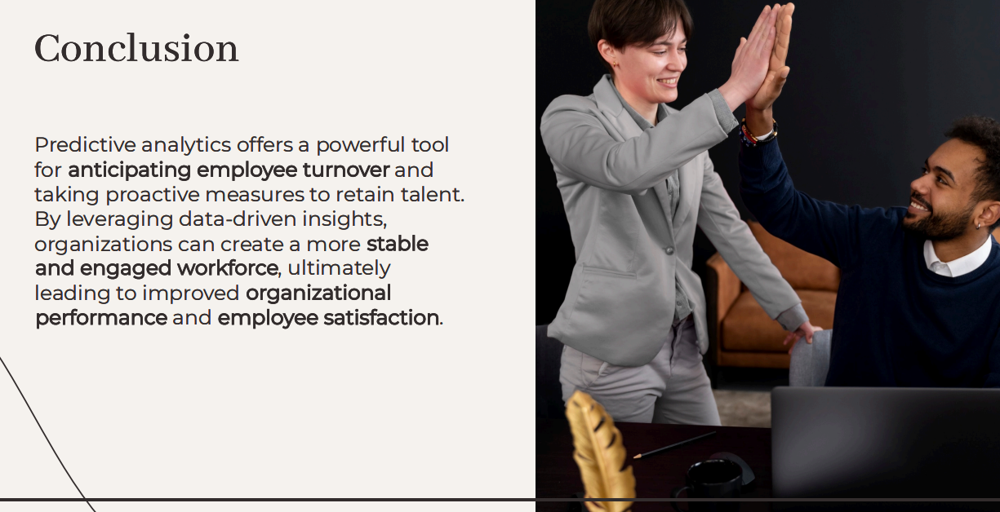 Conclusion
Predictive analytics offers a powerful tool
for anticipating employee turnover and
taking proactive measures to retain talent.
By leveraging data-driven insights,
organizations can create a more stable
and engaged workforce, ultimately
leading to improved organizational
performance and employee satisfaction.